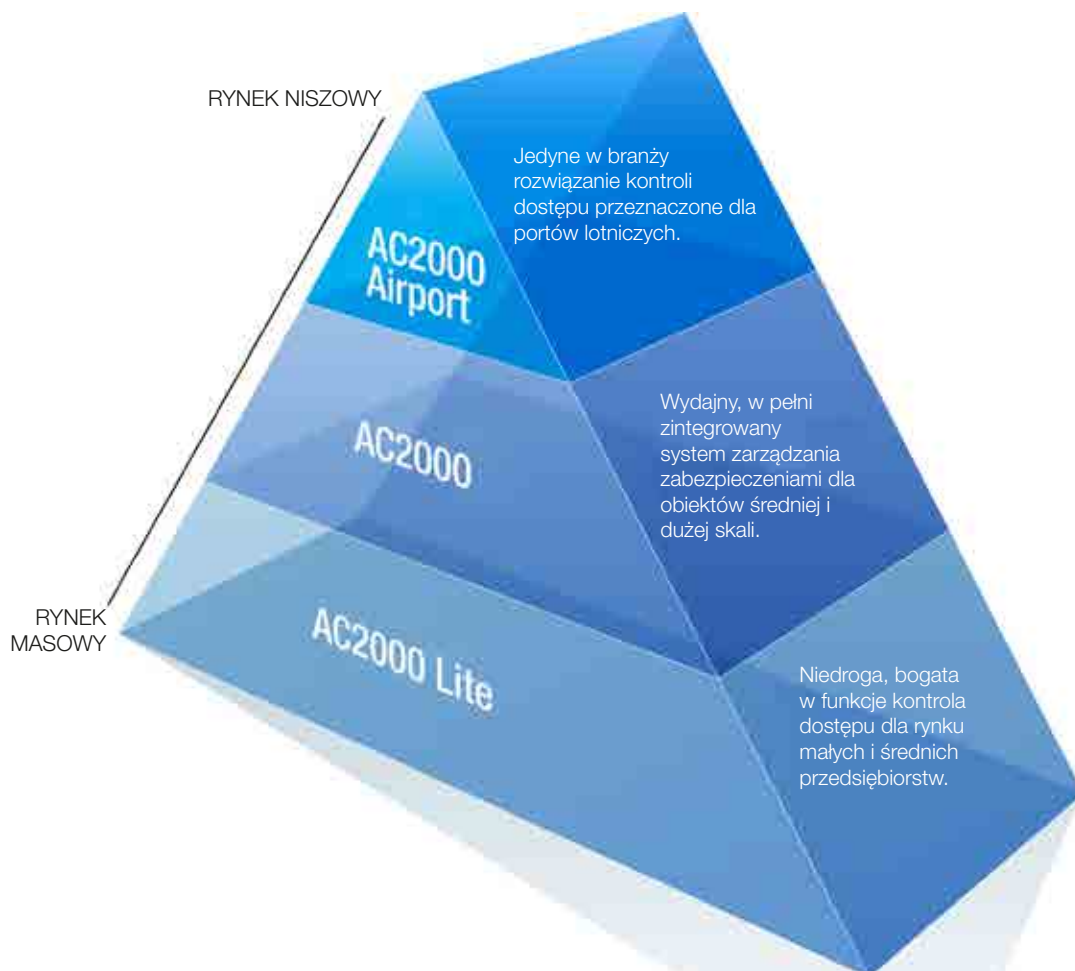 RYNEK NISZOWY
Jedyne w branży
rozwiązanie kontroli
dostępu przeznaczone dla
portów lotniczych.
AC2000
Airport
Wydajny, w pełni
zintegrowany
system zarządzania
zabezpieczeniami dla
obiektów średniej i
dużej skali.
AC2000
RYNEK
MASOWY
AC2000 Lite
Niedroga, bogata
w funkcje kontrola
dostępu dla rynku
małych i średnich
przedsiębiorstw.